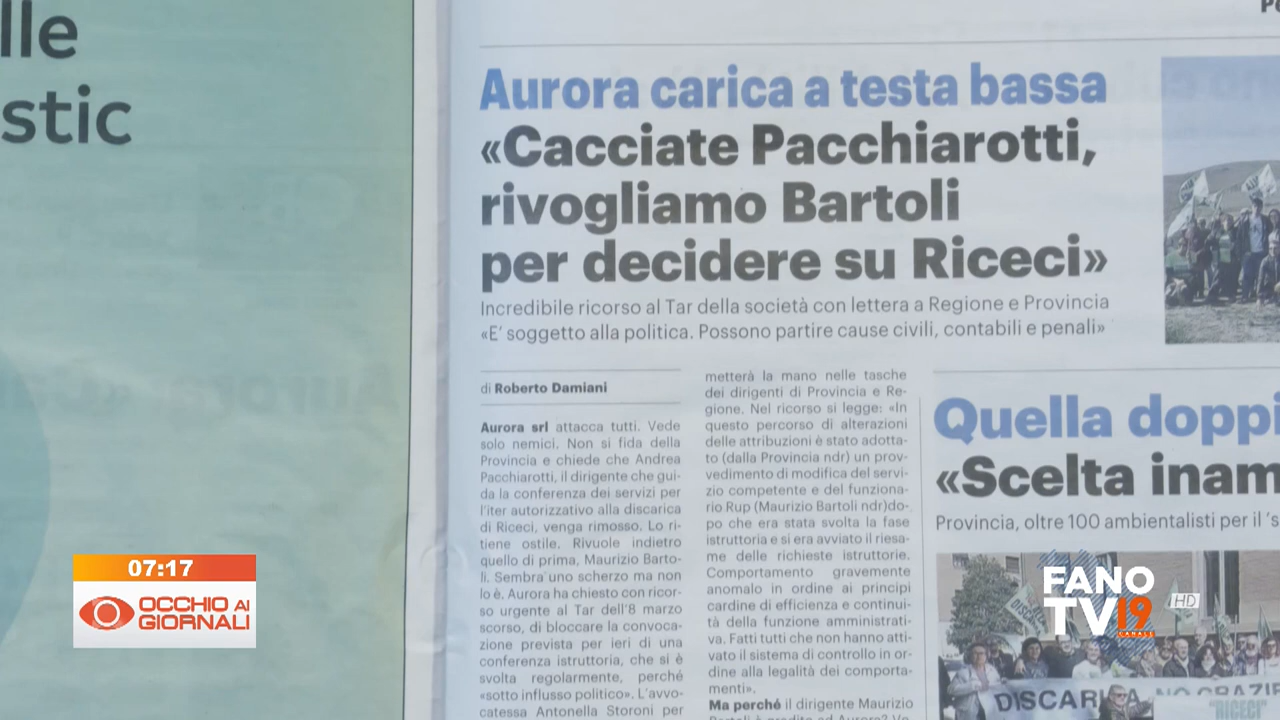 lle
stic
Aurora carica a testa bassa
«Cacciate Pacchiarotti,
rivogliamo Bartoli
per decidere su Riceci»
Incredibile ricorso al Tar della società con lettera a Regione e Provincia
«E' soggetto alla politica. Possono partire cause civili, contabili e penali»
di Roberto Damiani
Aurora srl attacca tutti. Vede
solo nemici. Non si fida della
Provincia e chiede che Andrea
Pacchiarotti, il dirigente che gui-
da la conferenza dei servizi per
l'iter autorizzativo alla discarica
di Riceci, venga rimosso. Lo ri-
tiene ostile. Rivuole indietro
quello di prima, Maurizio Barto-
li. Sembra uno scherzo ma non
lo è. Aurora ha chiesto con ricor-
so urgente al Tar dell'8 marzo
scorso, di bloccare la convoca-
zione prevista per ieri di una
conferenza istruttoria, che si è
svolta regolarmente, perché
«sotto influsso politico». L'avvo-
catessa Antonella Storoni per
metterà la mano nelle tasche
dei dirigenti di Provincia e Re-
gione. Nel ricorso si legge: «In
questo percorso di alterazioni
delle attribuzioni è stato adotta-
to (dalla Provincia ndr) un prov-
vedimento di modifica del servi-
zio competente e del funziona-
rio Rup (Maurizio Bartoli ndr)do-
po che era stata svolta la fase
istruttoria e si era avviato il riesa-
me delle richieste istruttorie.
Comportamento gravemente
anomalo in ordine ai principi
cardine di efficienza e continui-
tà della funzione amministrati-
va. Fatti tutti che non hanno atti-
vato il sistema di controllo in or-
dine alla legalità dei comporta-
menti».
Ma perché il dirigente Maurizio
Quella doppi
«Scelta inam
Provincia, oltre 100 ambientalisti per il 's
DISCARICA NO GRAZIE
"RICECI"
07:17
OCCHIO AI
GIORNALI
FANO
TV19
CANALE
HD